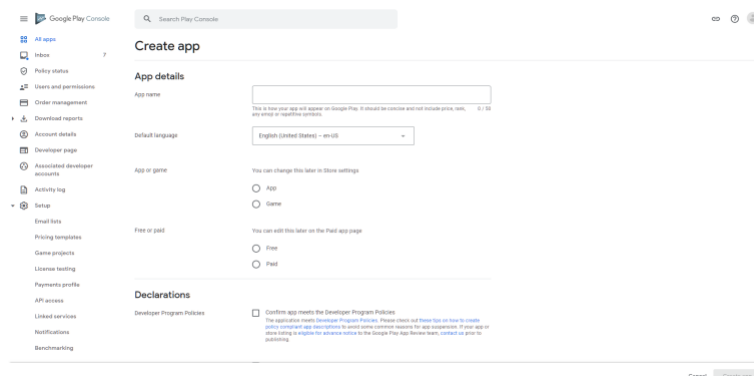 Google Play Console
Search Play Console
All apps
Inbox 7
Policy status
Users and permissions
Order management
Download reports
Account details
Developer page
Associated developer
accounts
Activity log
Setup
Email lists
Pricing templates
Game projects
License testing
Payments profile
API access
Linked services
Notifications
Benchmarking
Create app
App details
App name
This is how your app will appear on Google Play. It should be concise and not include price, rank,
any emoji or repetitive symbols.
0 / 50
Default language
English (United States) – en-US
App or game
You can change this later in Store settings
App
Game
Free or paid
You can edit this later on the Paid app page
Free
Paid
Declarations
Developer Program Policies
Confirm app meets the Developer Program Policies
The application meets Developer Program Policies. Please check out these tips on how to create
policy compliant app descriptions to avoid some common reasons for app suspension. If your app or
store listing is eligible for advance notice to the Google Play App Review team, contact us prior to
publishing.
Cancel
Create app